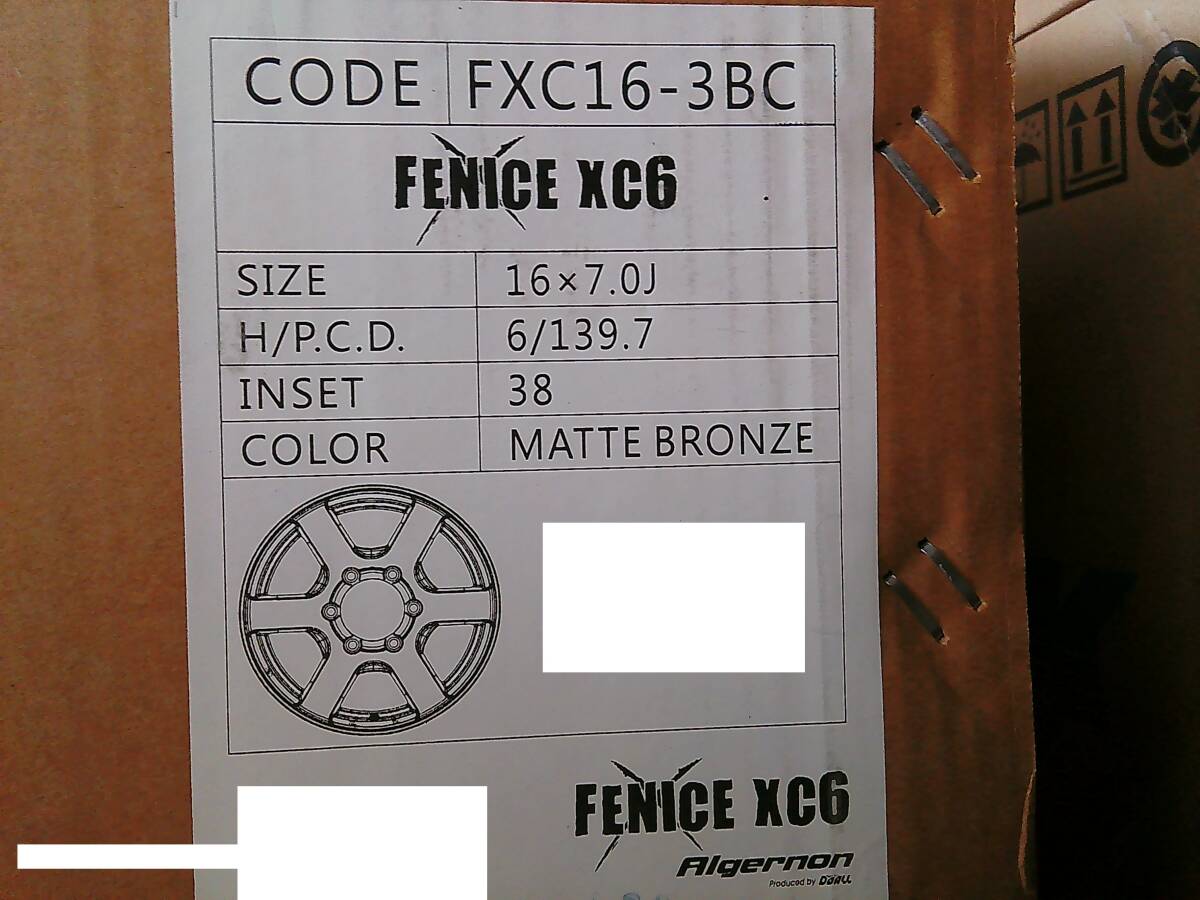 CODE FXC16-3BC
FENICE XC6
SIZE 16×7.0J
H/P.C.D. 6/139.7
INSET 38
COLOR MATTE BRONZE
FENICE XC6
Algernon
Produced by DOALL